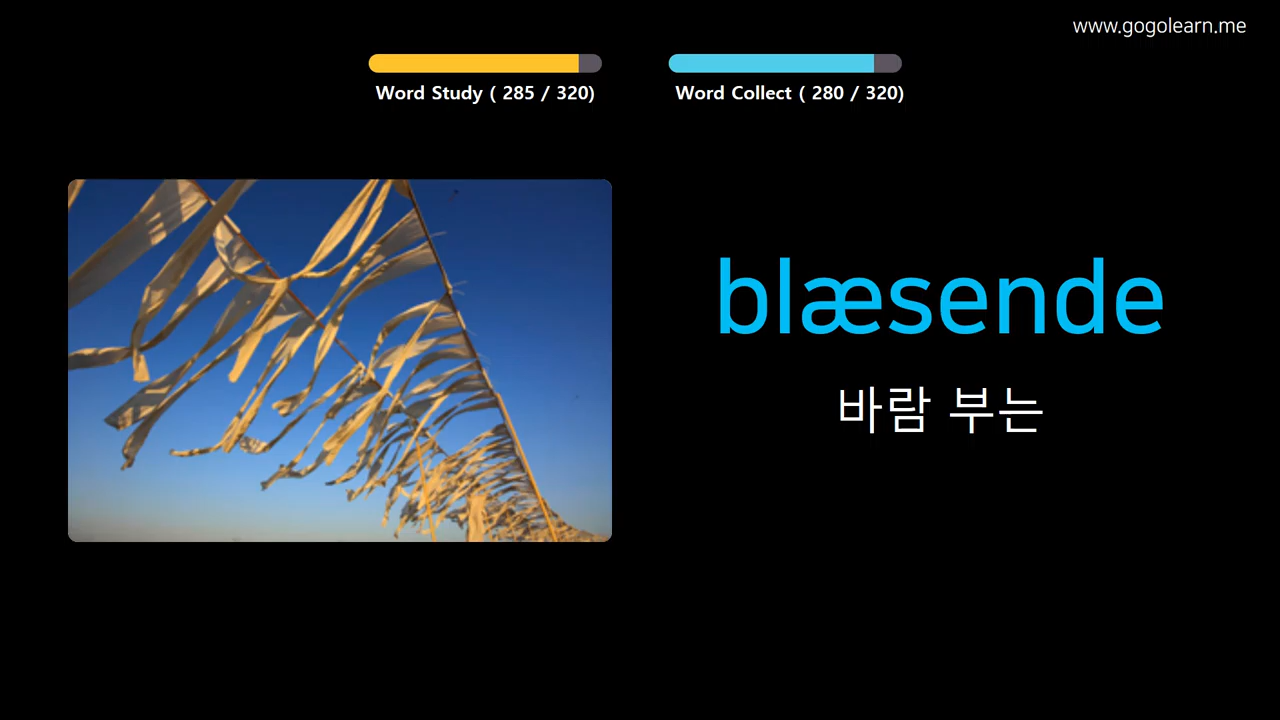 www.gogolearn.me
Word Study ( 285 / 320)
Word Collect ( 280 / 320)
blæsende
바람 부는